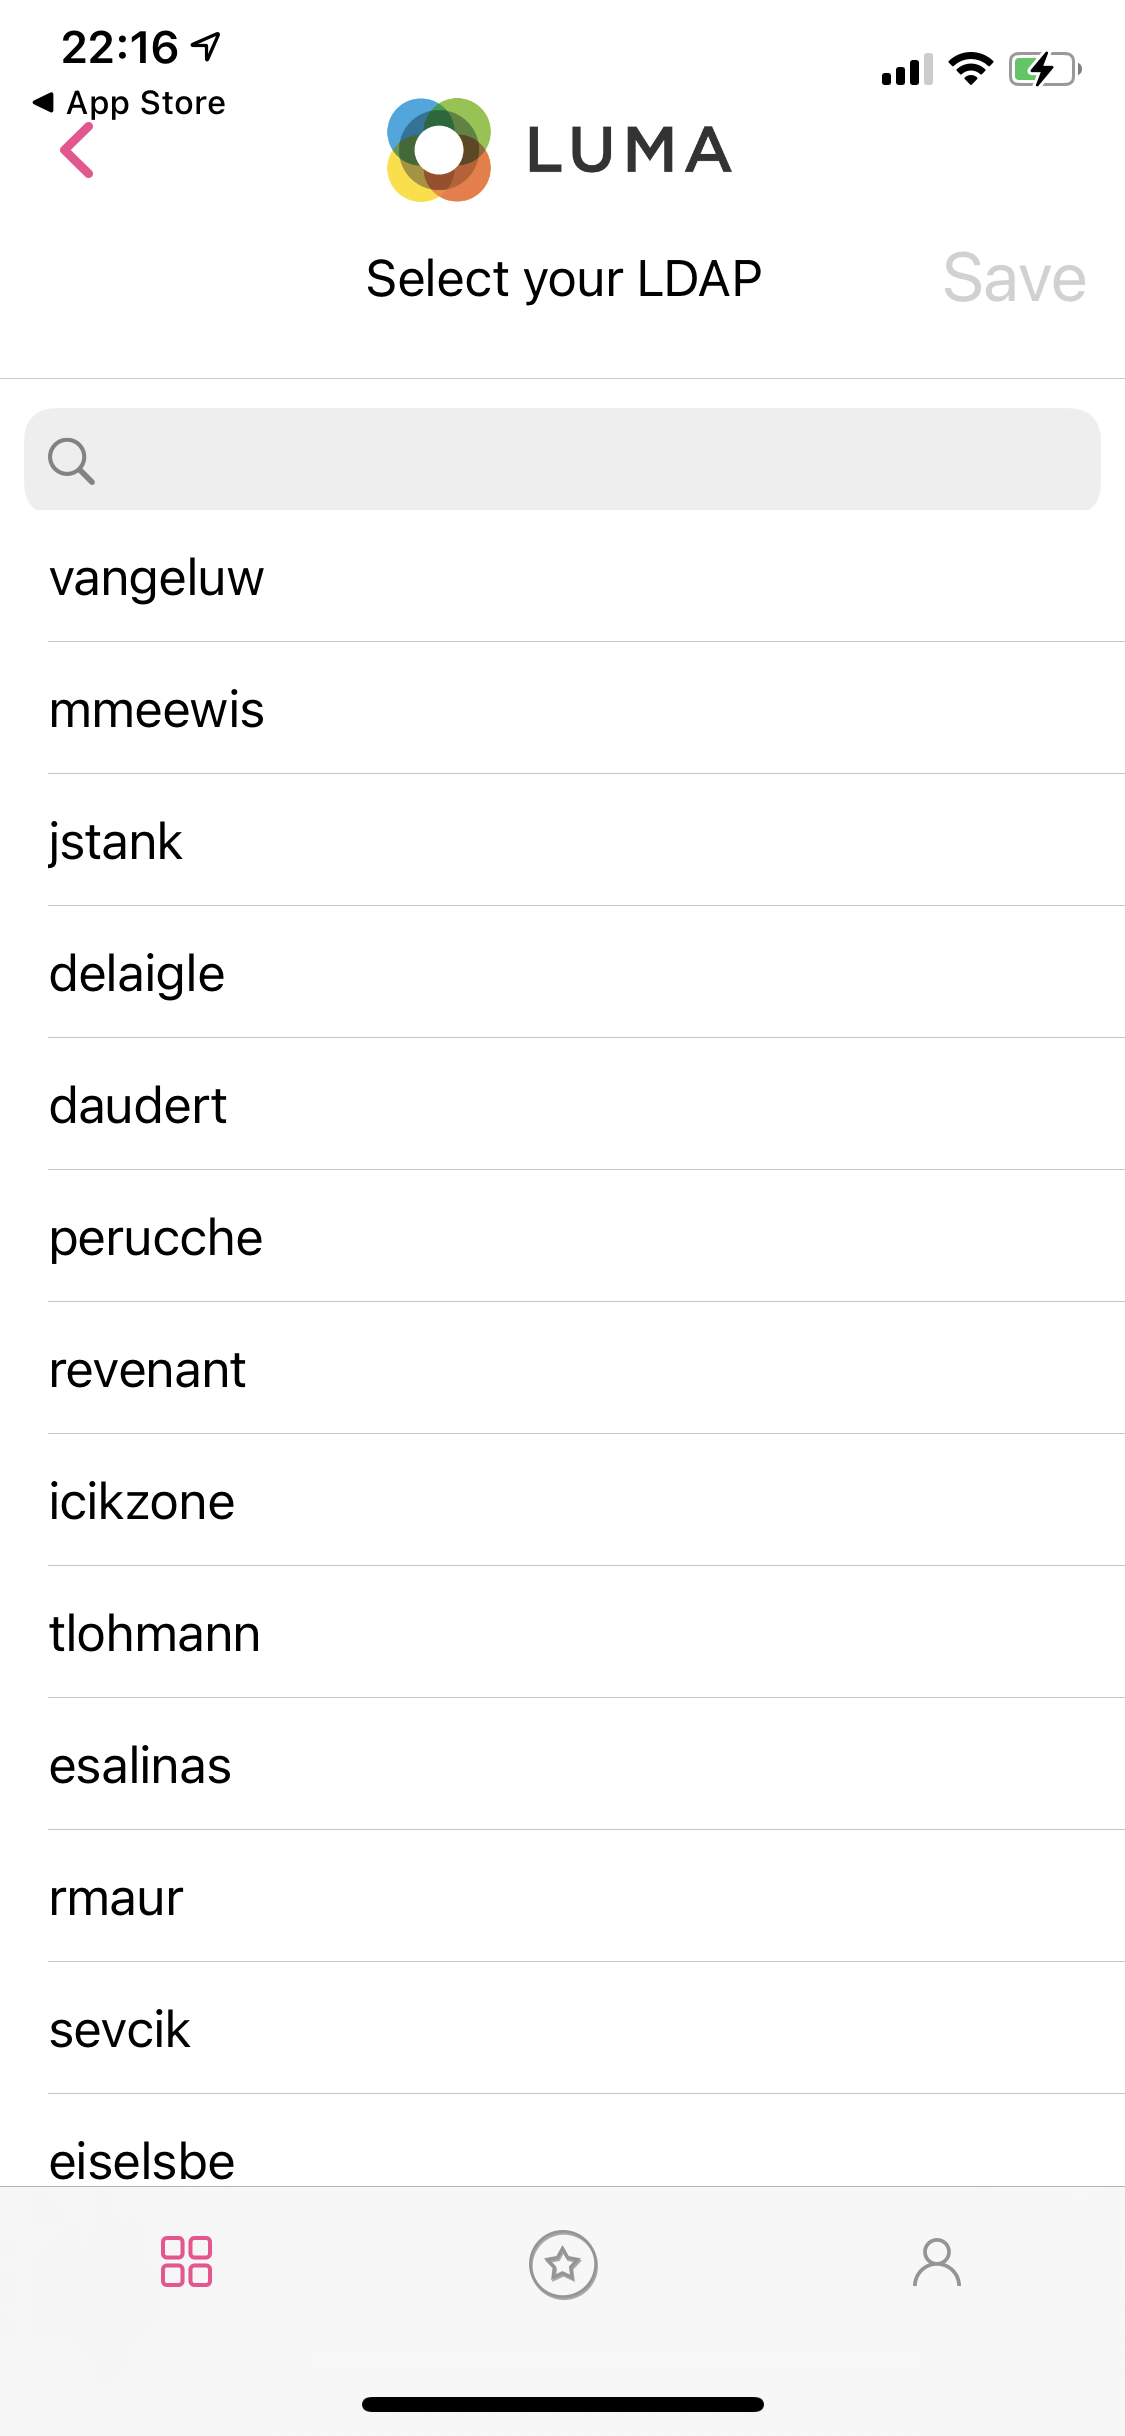 22:16
App Store
LUMA
Select your LDAP
Save
vangeluw
mmeewis
jstank
delaigle
daudert
perucche
revenant
icikzone
tlohmann
esalinas
rmaur
sevcik
eiselsbe